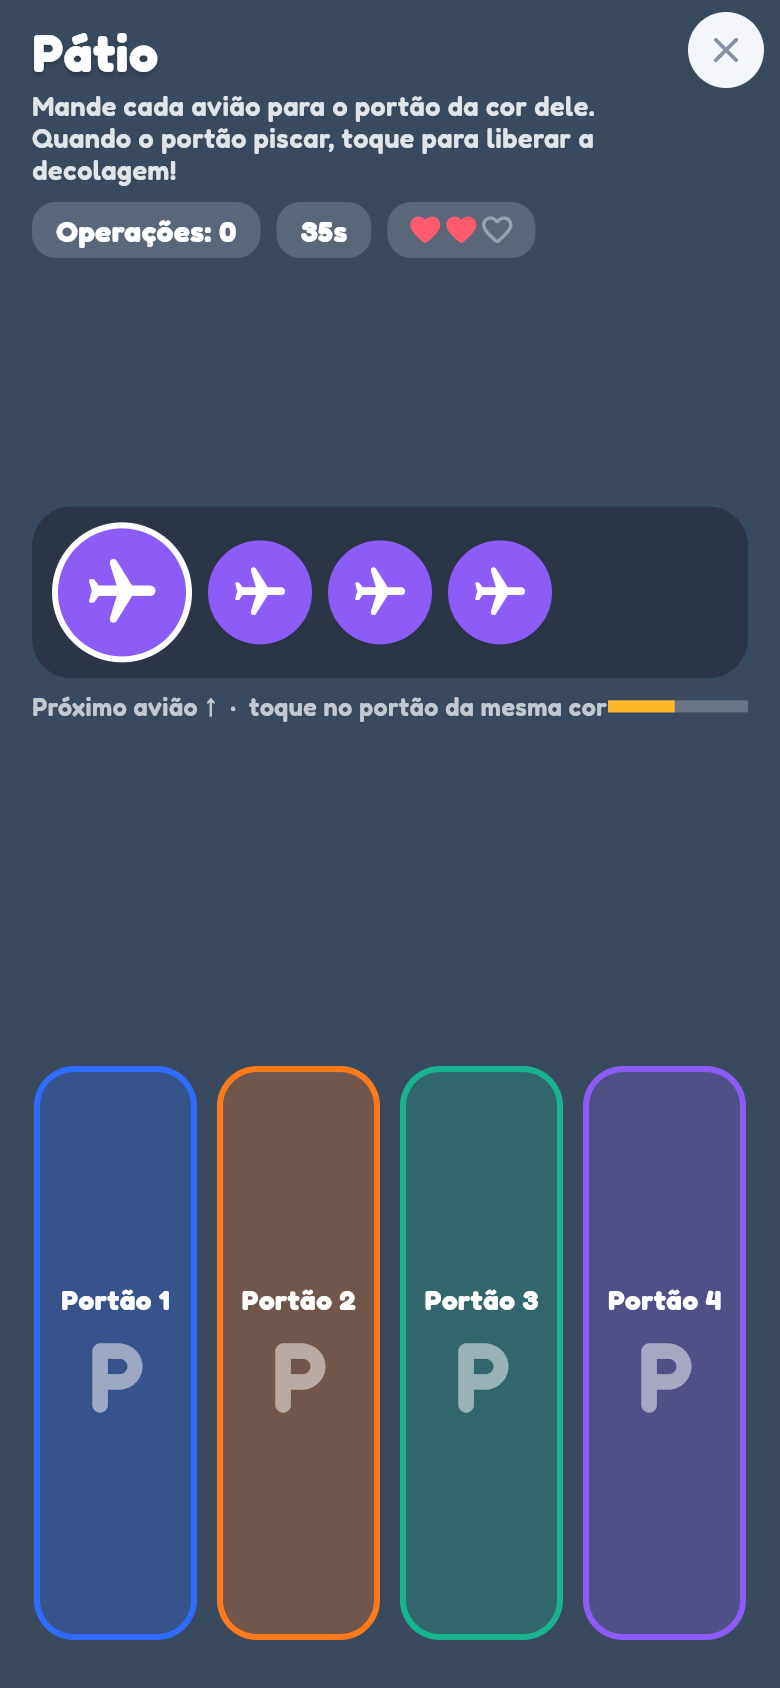 Pátio
Mande cada avião para o portão da cor dele.
Quando o portão piscar, toque para liberar a
decolagem!
Operações: 0
35s
Próximo avião ↑ · toque no portão da mesma cor
Portão 1
Portão 2
Portão 3
Portão 4
P
P
P
P